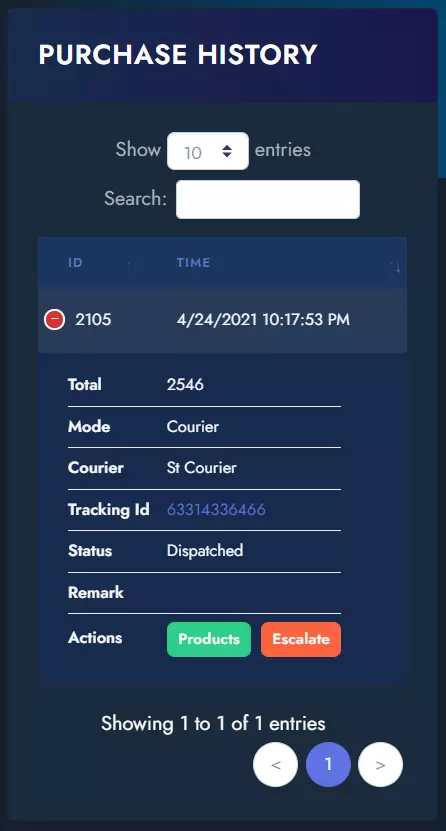 PURCHASE HISTORY
Show 10 entries
Search:
ID TIME
2105 4/24/2021 10:17:53 PM
Total 2546
Mode Courier
Courier St Courier
Tracking Id 63314336466
Status Dispatched
Remark
Actions Products Escalate
Showing 1 to 1 of 1 entries
< 1 >